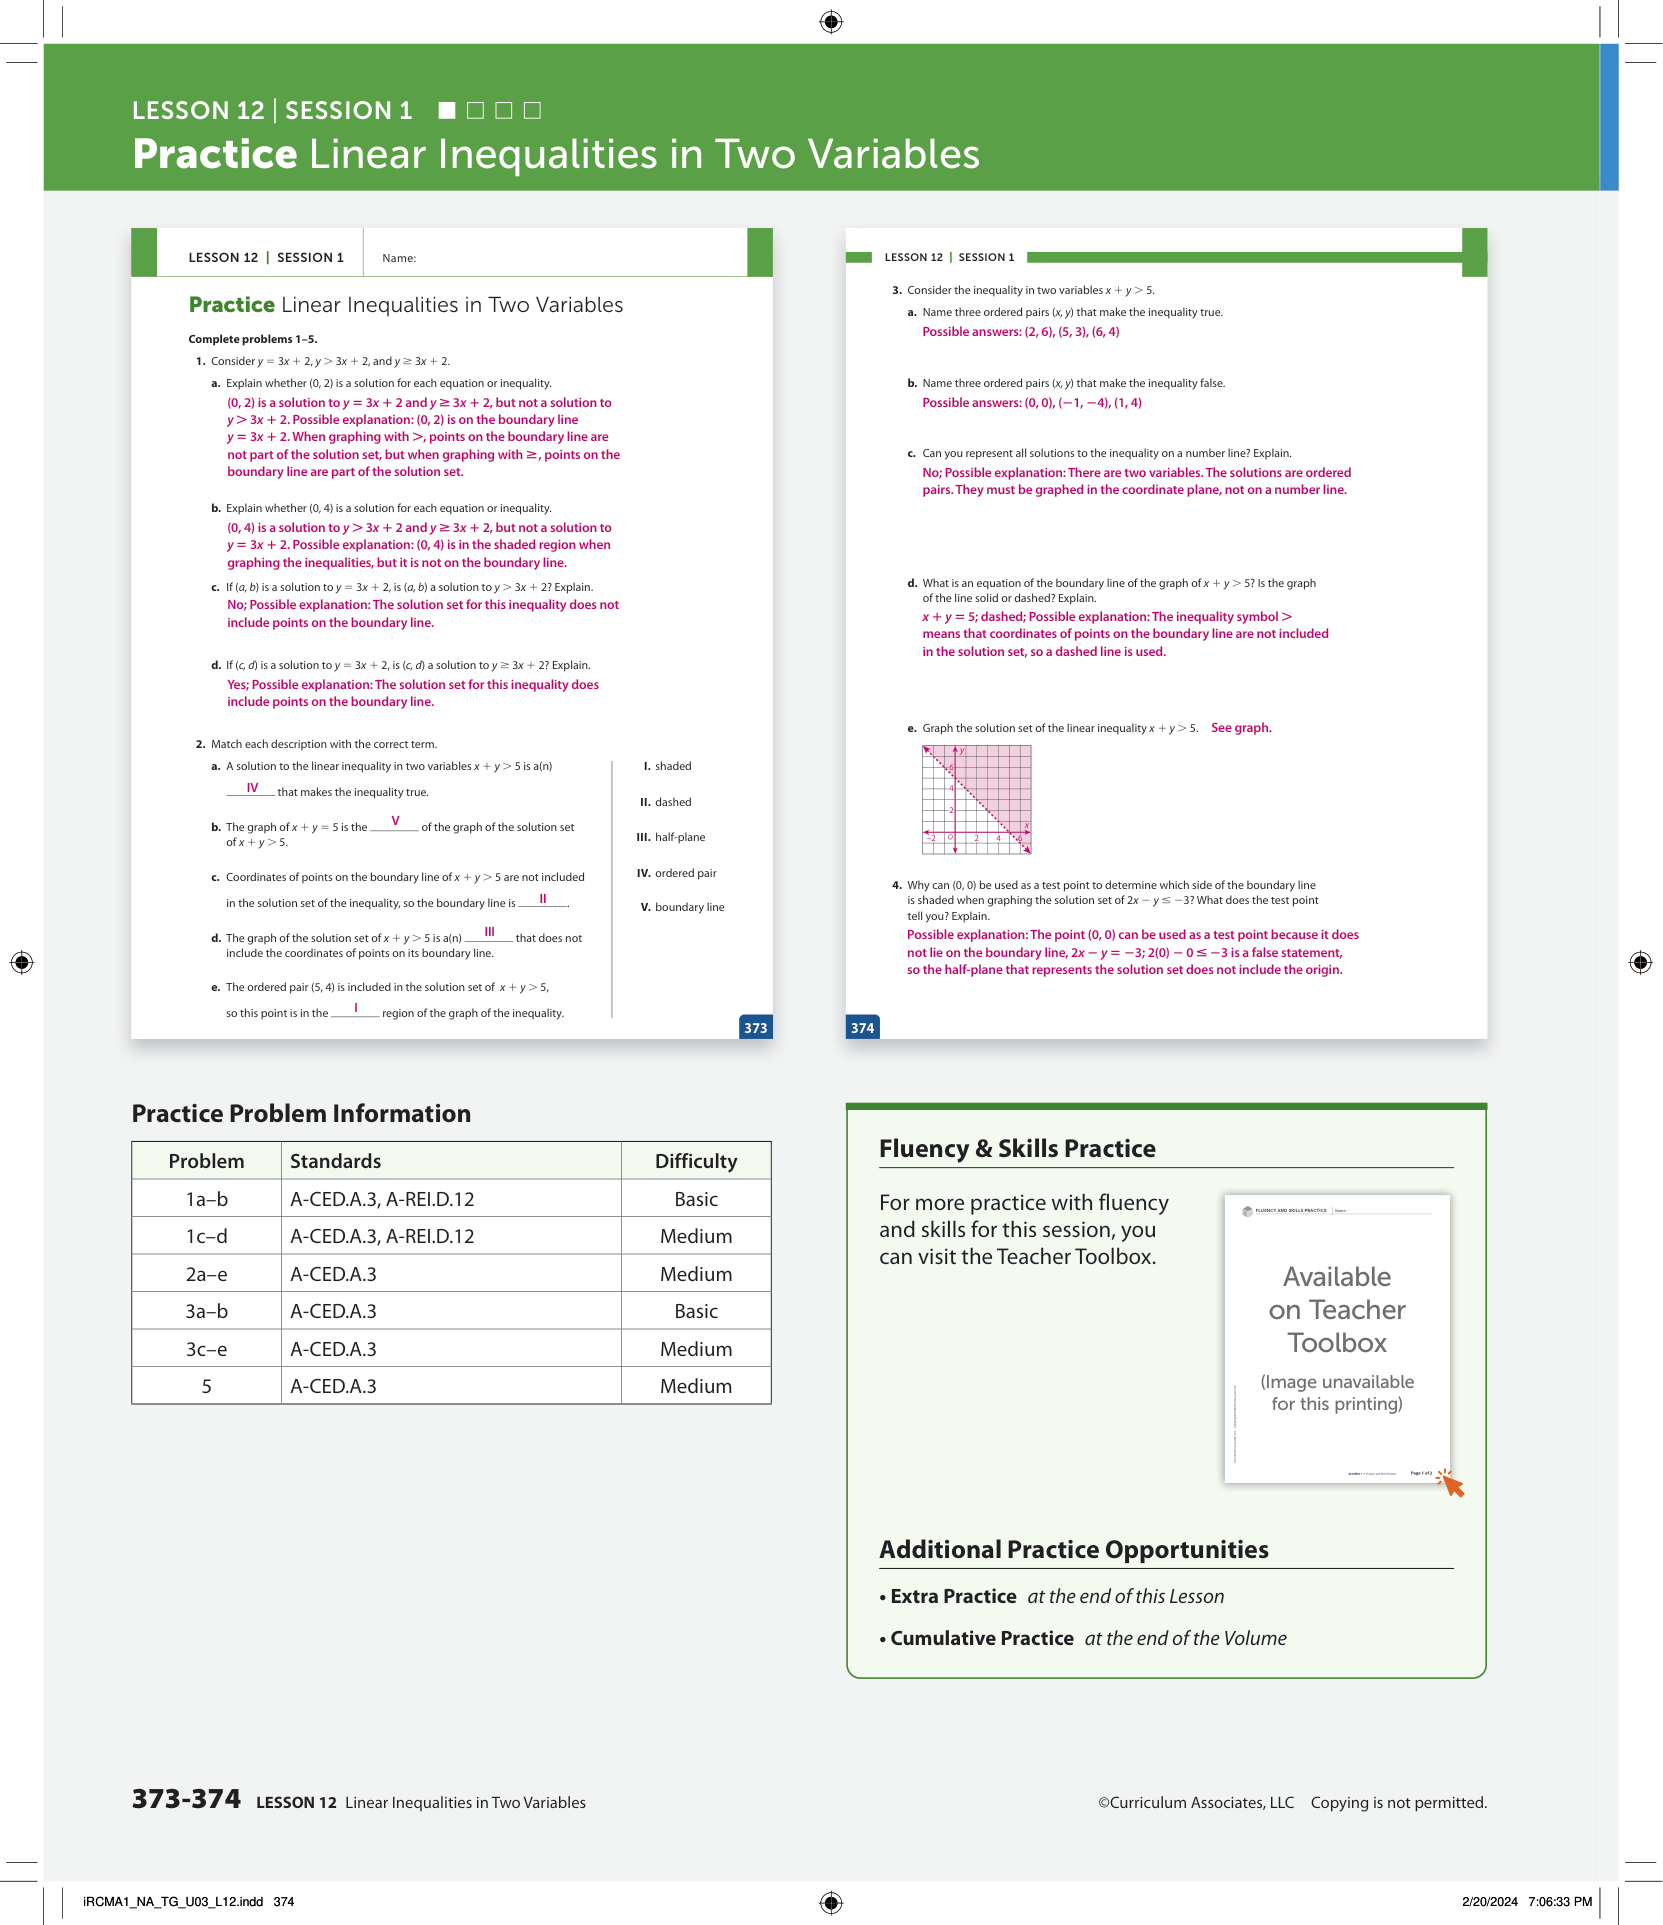 LESSON 12 | SESSION 1
Practice Linear Inequalities in Two Variables
LESSON 12 | SESSION 1 Name:
Practice Linear Inequalities in Two Variables
Complete problems 1–5.
1. Consider y = 3x + 2, y > 3x + 2, and y ≥ 3x + 2.
a. Explain whether (0, 2) is a solution for each equation or inequality.
(0, 2) is a solution to y = 3x + 2 and y ≥ 3x + 2, but not a solution to
y > 3x + 2. Possible explanation: (0, 2) is on the boundary line
y = 3x + 2. When graphing with >, points on the boundary line are
not part of the solution set, but when graphing with ≥, points on the
boundary line are part of the solution set.
b. Explain whether (0, 4) is a solution for each equation or inequality.
(0, 4) is a solution to y > 3x + 2 and y ≥ 3x + 2, but not a solution to
y = 3x + 2. Possible explanation: (0, 4) is in the shaded region when
graphing the inequalities, but it is not on the boundary line.
c. If (a, b) is a solution to y = 3x + 2, is (a, b) a solution to y > 3x + 2? Explain.
No; Possible explanation: The solution set for this inequality does not
include points on the boundary line.
d. If (c, d) is a solution to y = 3x + 2, is (c, d) a solution to y ≥ 3x + 2? Explain.
Yes; Possible explanation: The solution set for this inequality does
include points on the boundary line.
2. Match each description with the correct term.
a. A solution to the linear inequality in two variables x + y > 5 is a(n)
IV that makes the inequality true.
b. The graph of x + y = 5 is the V of the graph of the solution set
of x + y > 5.
c. Coordinates of points on the boundary line of x + y > 5 are not included
in the solution set of the inequality, so the boundary line is II.
d. The graph of the solution set of x + y > 5 is a(n) III that does not
include the coordinates of points on its boundary line.
e. The ordered pair (5, 4) is included in the solution set of x + y > 5,
so this point is in the I region of the graph of the inequality.
I. shaded
II. dashed
III. half-plane
IV. ordered pair
V. boundary line
373
LESSON 12 | SESSION 1
3. Consider the inequality in two variables x + y > 5.
a. Name three ordered pairs (x, y) that make the inequality true.
Possible answers: (2, 6), (5, 3), (6, 4)
b. Name three ordered pairs (x, y) that make the inequality false.
Possible answers: (0, 0), (−1, −4), (1, 4)
c. Can you represent all solutions to the inequality on a number line? Explain.
No; Possible explanation: There are two variables. The solutions are ordered
pairs. They must be graphed in the coordinate plane, not on a number line.
d. What is an equation of the boundary line of the graph of x + y > 5? Is the graph
of the line solid or dashed? Explain.
x + y = 5; dashed; Possible explanation: The inequality symbol >
means that coordinates of points on the boundary line are not included
in the solution set, so a dashed line is used.
e. Graph the solution set of the linear inequality x + y > 5. See graph.
y
6
4
2
x
−2 O 2 4 6
4. Why can (0, 0) be used as a test point to determine which side of the boundary line
is shaded when graphing the solution set of 2x − y ≤ −3? What does the test point
tell you? Explain.
Possible explanation: The point (0, 0) can be used as a test point because it does
not lie on the boundary line, 2x − y = −3; 2(0) − 0 ≤ −3 is a false statement,
so the half-plane that represents the solution set does not include the origin.
374
Practice Problem Information
Problem Standards Difficulty
1a–b A-CED.A.3, A-REI.D.12 Basic
1c–d A-CED.A.3, A-REI.D.12 Medium
2a–e A-CED.A.3 Medium
3a–b A-CED.A.3 Basic
3c–e A-CED.A.3 Medium
5 A-CED.A.3 Medium
Fluency & Skills Practice
For more practice with fluency
and skills for this session, you
can visit the Teacher Toolbox.
FLUENCY AND SKILLS PRACTICE | Name:
Available
on Teacher
Toolbox
(Image unavailable
for this printing)
Page 1 of 2
Additional Practice Opportunities
• Extra Practice at the end of this Lesson
• Cumulative Practice at the end of the Volume
373-374 LESSON 12 Linear Inequalities in Two Variables
©Curriculum Associates, LLC Copying is not permitted.
iRCMA1_NA_TG_U03_L12.indd 374
2/20/2024 7:06:33 PM